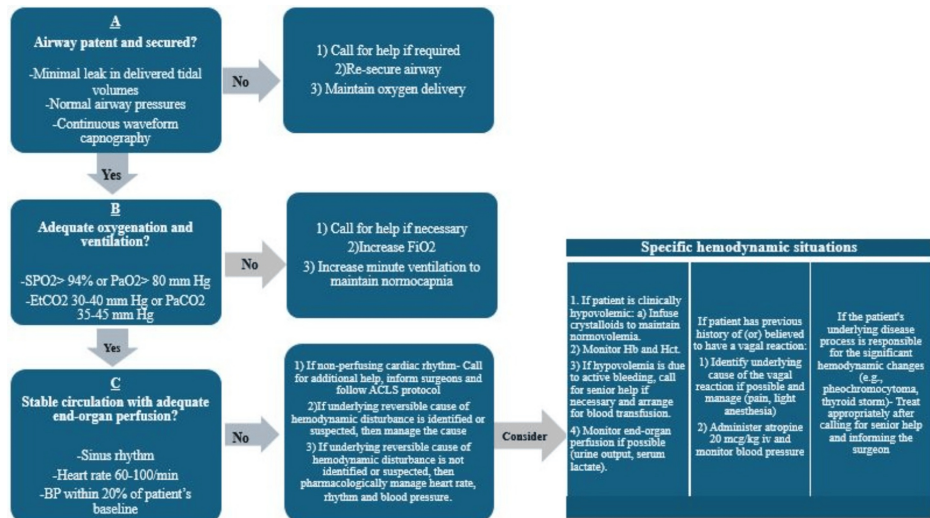 A
Airway patent and secured?
-Minimal leak in delivered tidal
volumes
-Normal airway pressures
-Continuous waveform
capnography
No
1) Call for help if required
2)Re-secure airway
3) Maintain oxygen delivery
Yes
B
Adequate oxygenation and
ventilation?
-SPO2> 94% or PaO2> 80 mm Hg
-EtCO2 30-40 mm Hg or PaCO2
35-45 mm Hg
No
1) Call for help if necessary
2)Increase FiO2
3) Increase minute ventilation to
maintain normocapnia
Yes
C
Stable circulation with adequate
end-organ perfusion?
-Sinus rhythm
-Heart rate 60-100/min
-BP within 20% of patient's
baseline
No
1) If non-perfusing cardiac rhythm- Call
for additional help, inform surgeons and
follow ACLS protocol
2)If underlying reversible cause of
hemodynamic disturbance is identified or
suspected, then manage the cause
3) If underlying reversible cause of
hemodynamic disturbance is not
identified or suspected, then
pharmacologically manage heart rate,
rhythm and blood pressure.
Consider
Specific hemodynamic situations
1. If patient is clinically
hypovolemic: a) Infuse
crystalloids to maintain
normovolemia.
2) Monitor Hb and Hct.
3) If hypovolemia is due
to active bleeding, call
for senior help if
necessary and arrange
for blood transfusion.
4) Monitor end-organ
perfusion if possible
(urine output, serum
lactate).
If patient has previous
history of (or) believed
to have a vagal reaction:
1) Identify underlying
cause of the vagal
reaction if possible and
manage (pain, light
anesthesia)
2) Administer atropine
20 mcg/kg iv and
monitor blood pressure
If the patient's
underlying disease
process is responsible
for the significant
hemodynamic changes
(e.g.,
pheochromocytoma,
thyroid storm)- Treat
appropriately after
calling for senior help
and informing the
surgeon